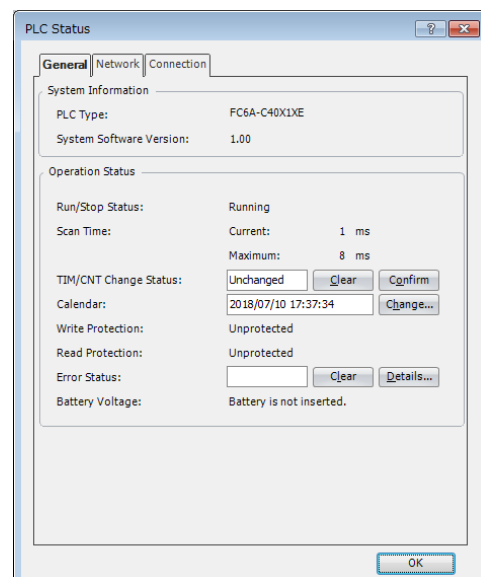 PLC Status
General Network Connection
System Information
PLC Type: FC6A-C40X1XE
System Software Version: 1.00
Operation Status
Run/Stop Status: Running
Scan Time: Current: 1 ms
Maximum: 8 ms
TIM/CNT Change Status: Unchanged Clear Confirm
Calendar: 2018/07/10 17:37:34 Change...
Write Protection: Unprotected
Read Protection: Unprotected
Error Status: Clear Details...
Battery Voltage: Battery is not inserted.
OK